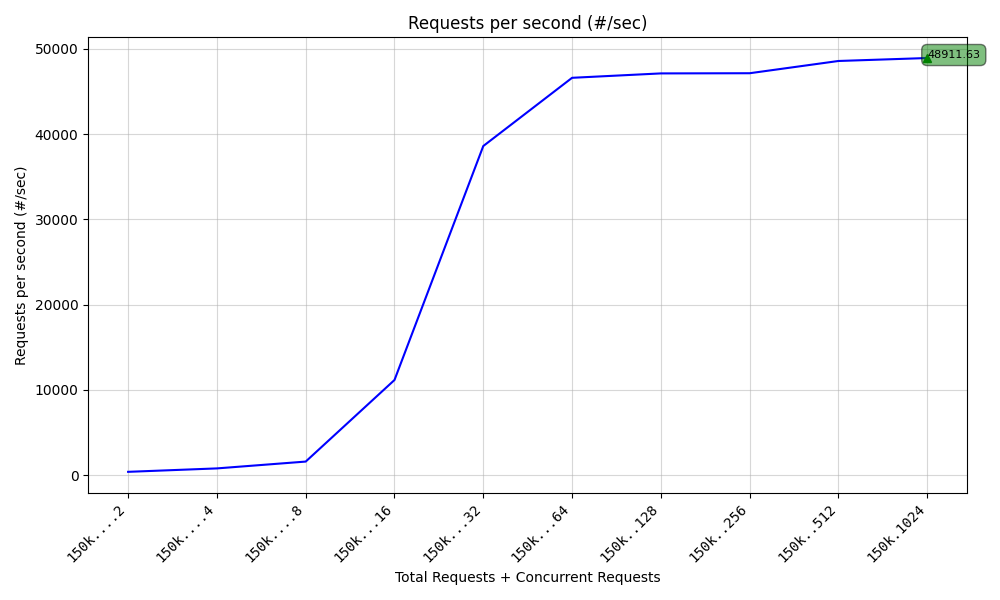 Requests per second (#/sec)
50000
48911.63
40000
30000
20000
10000
0
Requests per second (#/sec)
150k....2
150k....4
150k....8
150k...16
150k...32
150k...64
150k..128
150k..256
150k..512
150k.1024
Total Requests + Concurrent Requests